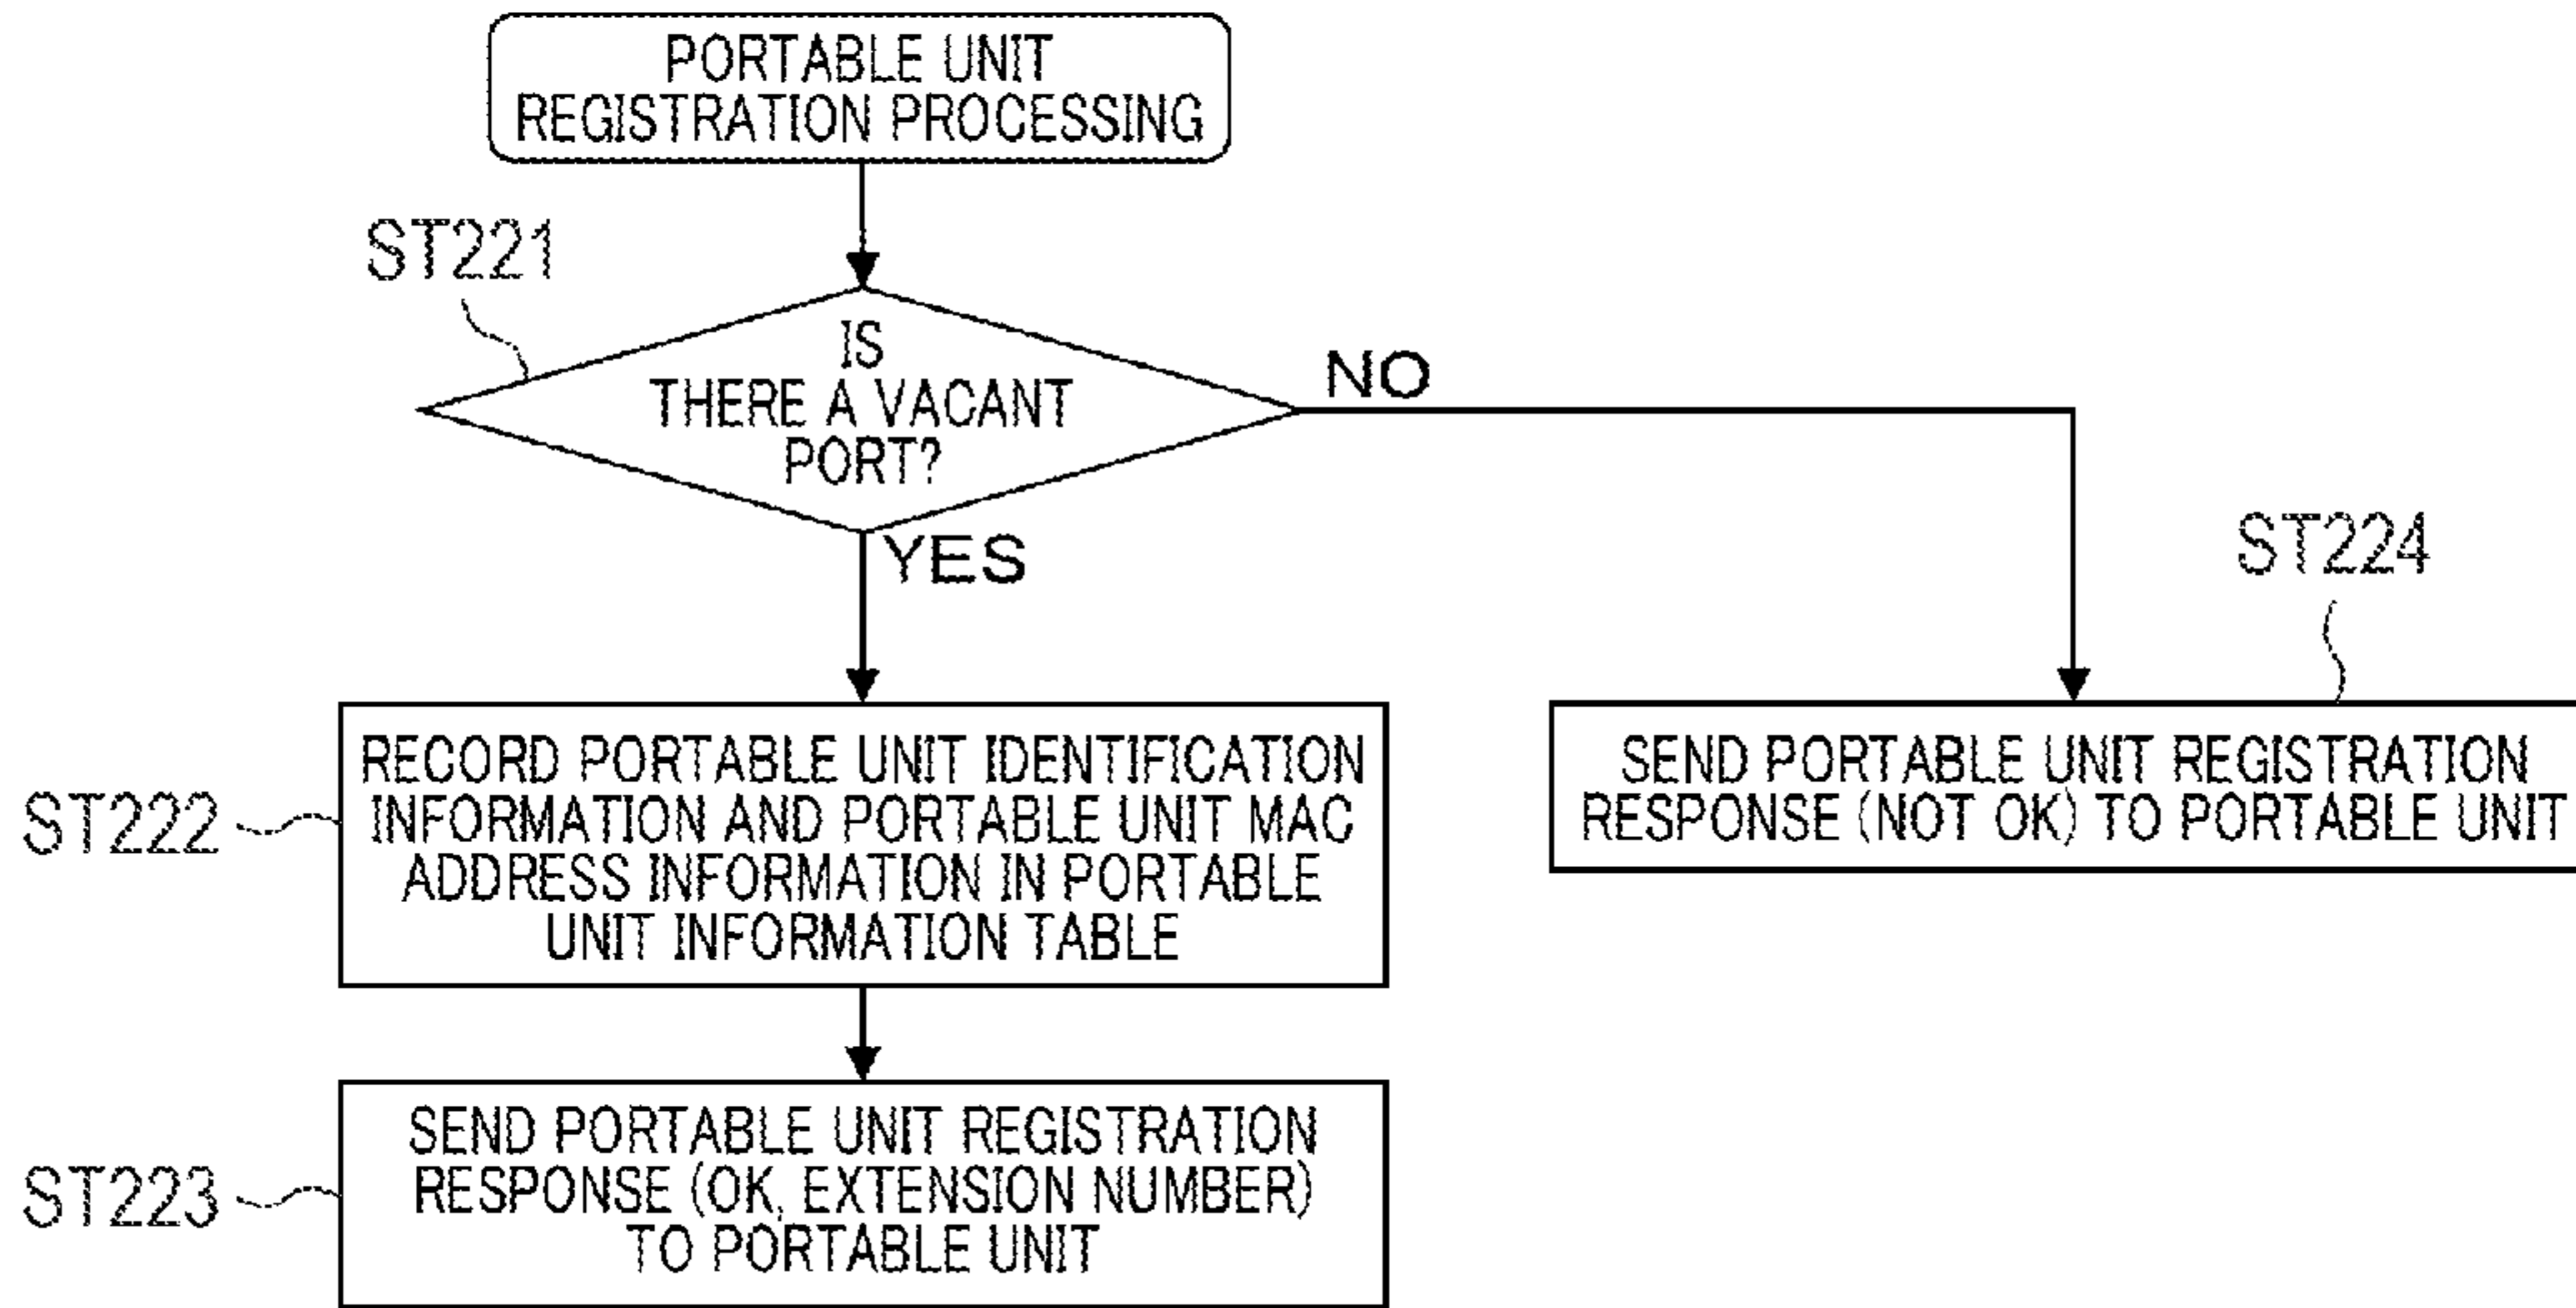 PORTABLE UNIT
REGISTRATION PROCESSING
ST221
IS
THERE A VACANT
PORT?
NO
YES
ST224
ST222
RECORD PORTABLE UNIT IDENTIFICATION
INFORMATION AND PORTABLE UNIT MAC
ADDRESS INFORMATION IN PORTABLE
UNIT INFORMATION TABLE
SEND PORTABLE UNIT REGISTRATION
RESPONSE (NOT OK) TO PORTABLE UNIT
ST223
SEND PORTABLE UNIT REGISTRATION
RESPONSE (OK, EXTENSION NUMBER)
TO PORTABLE UNIT